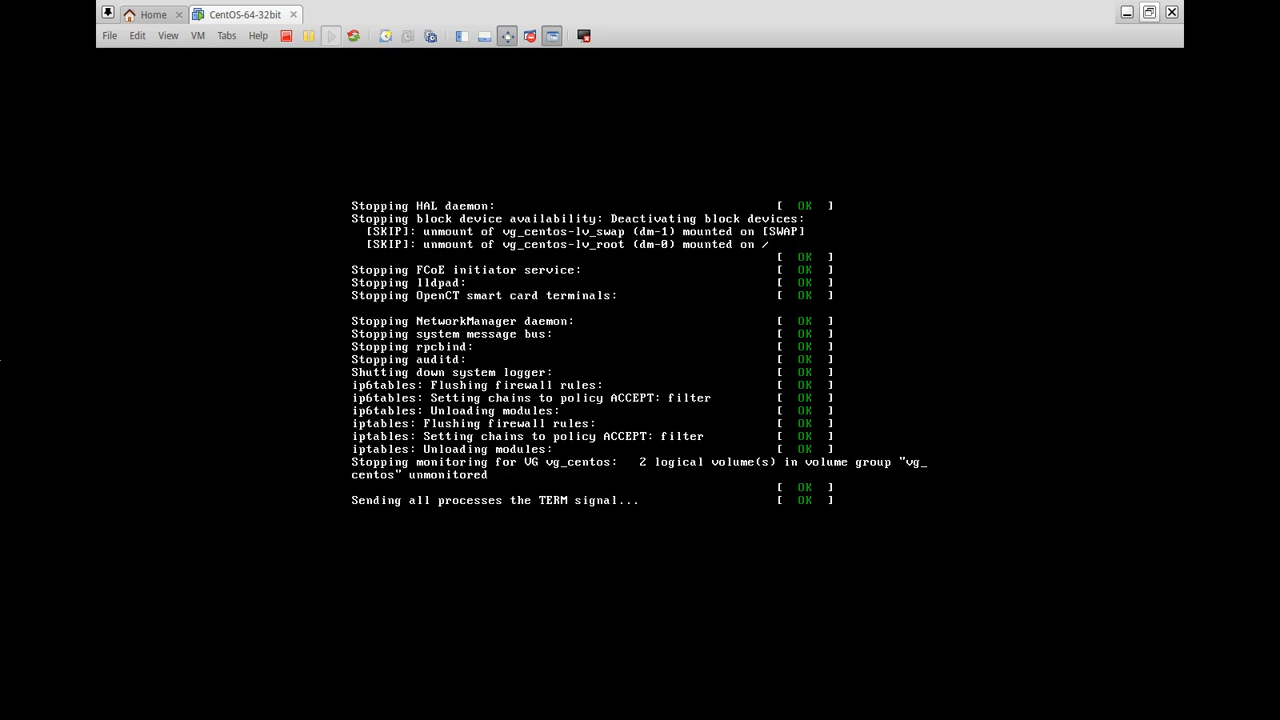 Home
CentOS-64-32bit
File Edit View VM Tabs Help
Stopping HAL daemon: [ OK ]
Stopping block device availability: Deactivating block devices:
[SKIP]: unmount of vg_centos-lv_swap (dm-1) mounted on [SWAP]
[SKIP]: unmount of vg_centos-lv_root (dm-0) mounted on /
[ OK ]
Stopping FCoE initiator service: [ OK ]
Stopping lldpad: [ OK ]
Stopping OpenCT smart card terminals: [ OK ]
Stopping NetworkManager daemon: [ OK ]
Stopping system message bus: [ OK ]
Stopping rpcbind: [ OK ]
Stopping auditd: [ OK ]
Shutting down system logger: [ OK ]
ip6tables: Flushing firewall rules: [ OK ]
ip6tables: Setting chains to policy ACCEPT: filter [ OK ]
ip6tables: Unloading modules: [ OK ]
iptables: Flushing firewall rules: [ OK ]
iptables: Setting chains to policy ACCEPT: filter [ OK ]
iptables: Unloading modules: [ OK ]
Stopping monitoring for VG vg_centos: 2 logical volume(s) in volume group "vg_
centos" unmonitored
[ OK ]
Sending all processes the TERM signal... [ OK ]